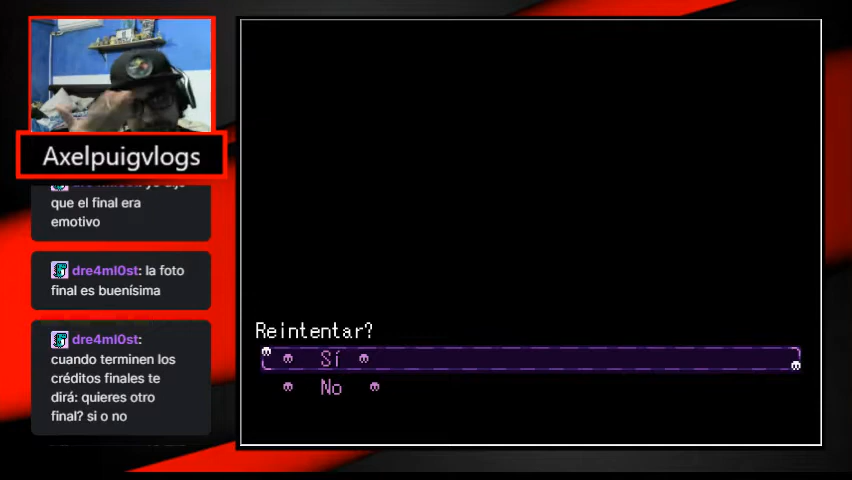 Axelpuigvlogs
que el final era
emotivo
dre4ml0st: la foto
final es buenísima
dre4ml0st:
cuando terminen los
créditos finales te
dirá: quieres otro
final? si o no
Reintentar?
Sí
No